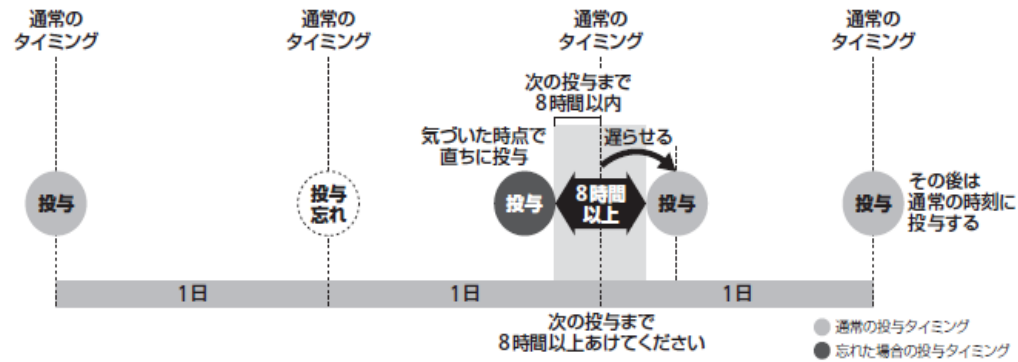 通常の
タイミング
通常の
タイミング
通常の
タイミング
通常の
タイミング
次の投与まで
8時間以内
気づいた時点で
直ちに投与
遅らせる
投与
投与
忘れ
投与
8時間
以上
投与
投与
その後は
通常の時刻に
投与する
1日
1日
1日
次の投与まで
8時間以上あけてください
通常の投与タイミング
忘れた場合の投与タイミング